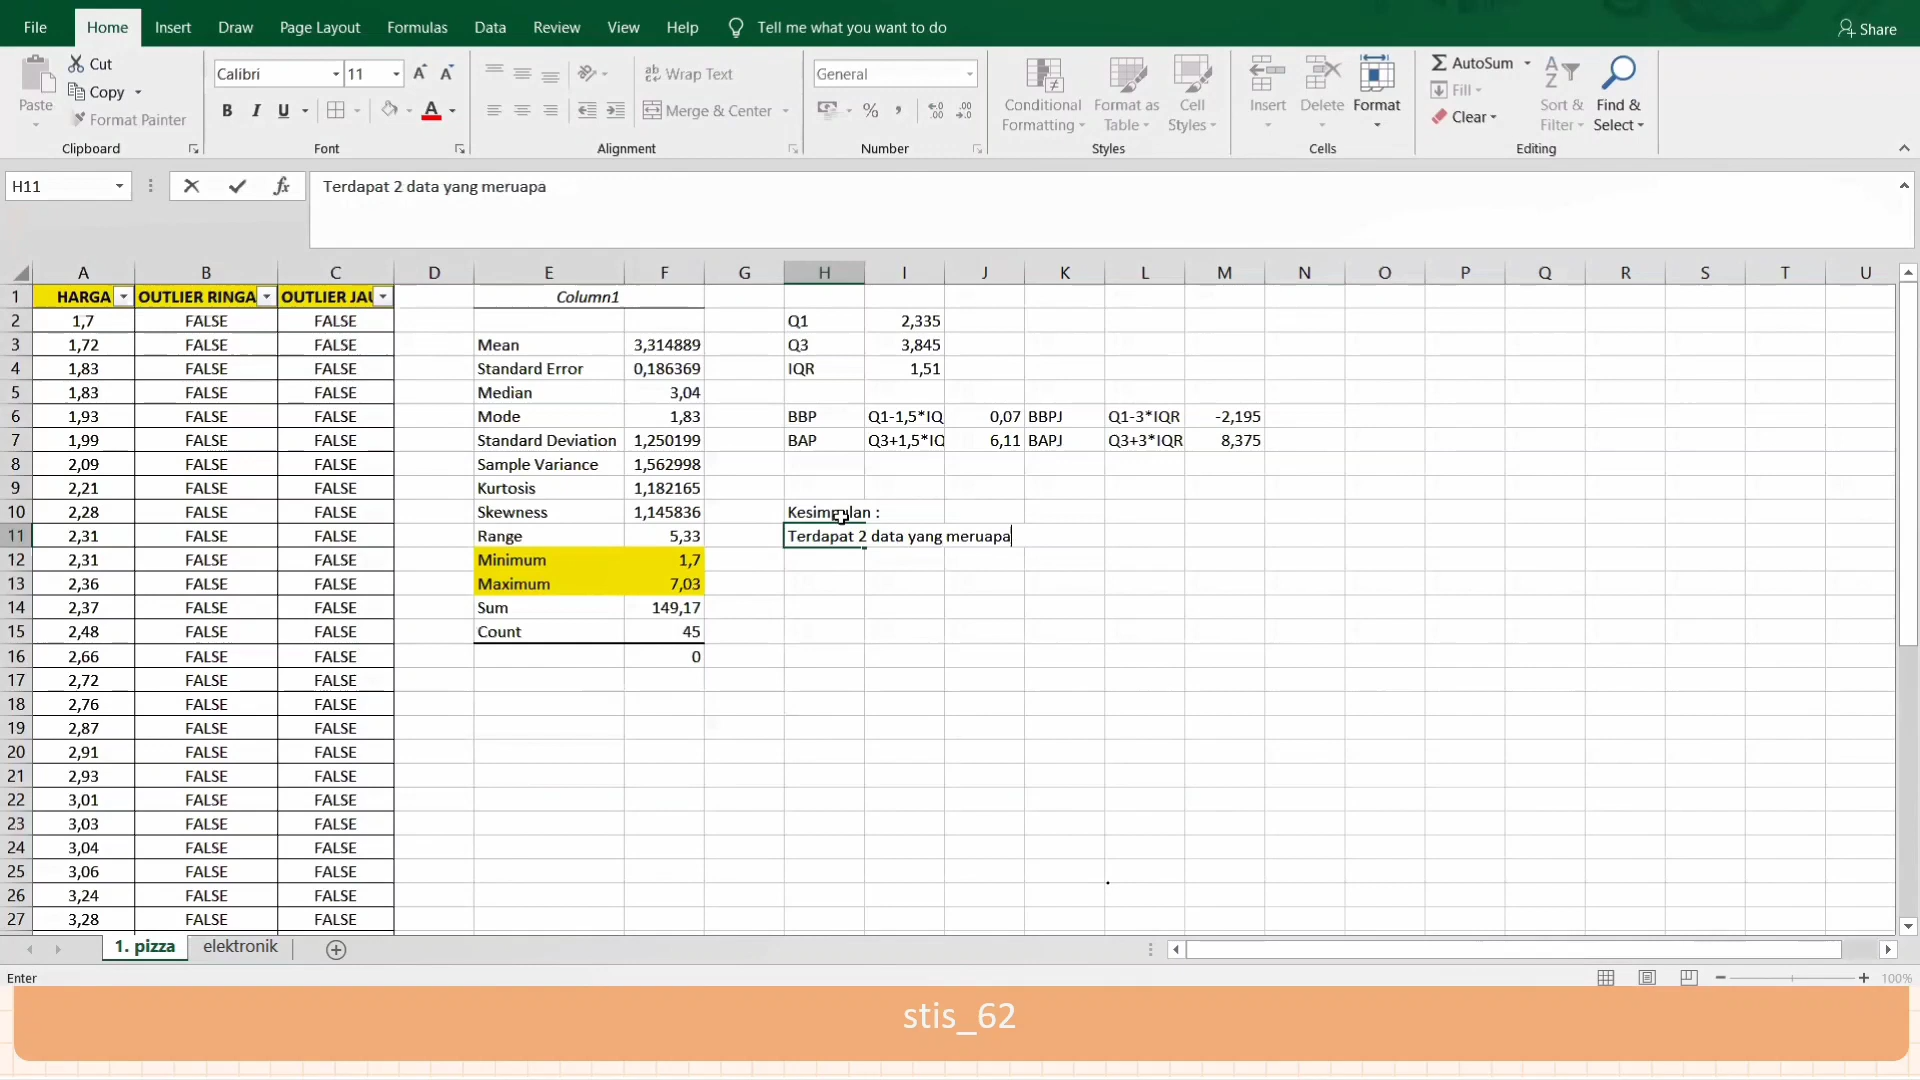 File Home Insert Draw Page Layout Formulas Data Review View Help Tell me what you want to do Share
Paste Cut Copy Format Painter Clipboard
Calibri 11 A A B I U A Font
ab Wrap Text Merge & Center Alignment
General % , Number
Conditional Formatting Format as Table Cell Styles Styles
Insert Delete Format Cells
AutoSum Fill Clear Sort & Filter Find & Select Editing
H11 fx Terdapat 2 data yang meruapa
A B C D E F G H I J K L M N O P Q R S T U
1 HARGA OUTLIER RINGA OUTLIER JAU Column1
2 1,7 FALSE FALSE Q1 2,335
3 1,72 FALSE FALSE Mean 3,314889 Q3 3,845
4 1,83 FALSE FALSE Standard Error 0,186369 IQR 1,51
5 1,83 FALSE FALSE Median 3,04
6 1,93 FALSE FALSE Mode 1,83 BBP Q1-1,5*IQ 0,07 BBPJ Q1-3*IQR -2,195
7 1,99 FALSE FALSE Standard Deviation 1,250199 BAP Q3+1,5*IQ 6,11 BAPJ Q3+3*IQR 8,375
8 2,09 FALSE FALSE Sample Variance 1,562998
9 2,21 FALSE FALSE Kurtosis 1,182165
10 2,28 FALSE FALSE Skewness 1,145836 Kesimpulan :
11 2,31 FALSE FALSE Range 5,33 Terdapat 2 data yang meruapa
12 2,31 FALSE FALSE Minimum 1,7
13 2,36 FALSE FALSE Maximum 7,03
14 2,37 FALSE FALSE Sum 149,17
15 2,48 FALSE FALSE Count 45
16 2,66 FALSE FALSE 0
17 2,72 FALSE FALSE
18 2,76 FALSE FALSE
19 2,87 FALSE FALSE
20 2,91 FALSE FALSE
21 2,93 FALSE FALSE
22 3,01 FALSE FALSE
23 3,03 FALSE FALSE
24 3,04 FALSE FALSE
25 3,06 FALSE FALSE
26 3,24 FALSE FALSE
27 3,28 FALSE FALSE
1. pizza elektronik
Enter 100%
stis_62